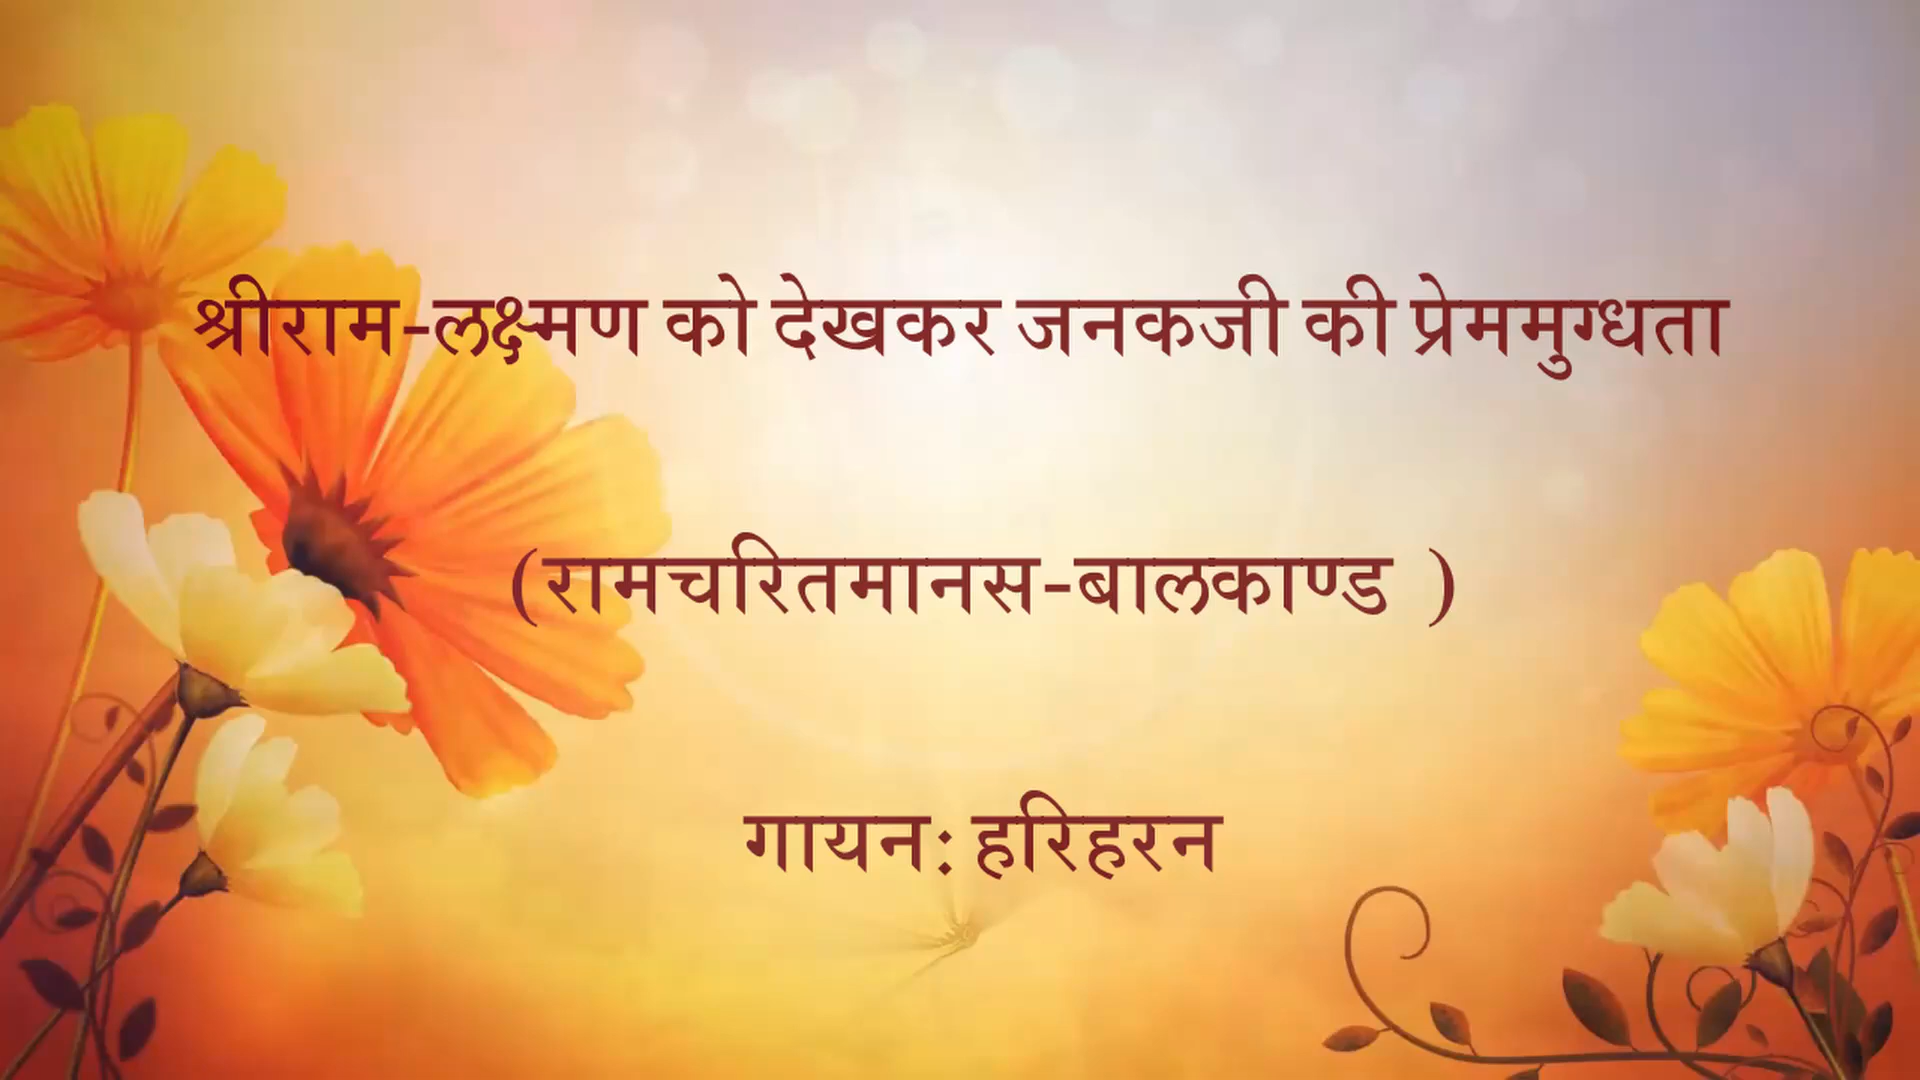 श्रीराम-लक्ष्मण को देखकर जनकजी की प्रेममुग्धता
(रामचरितमानस-बालकाण्ड )
गायन: हरिहरन